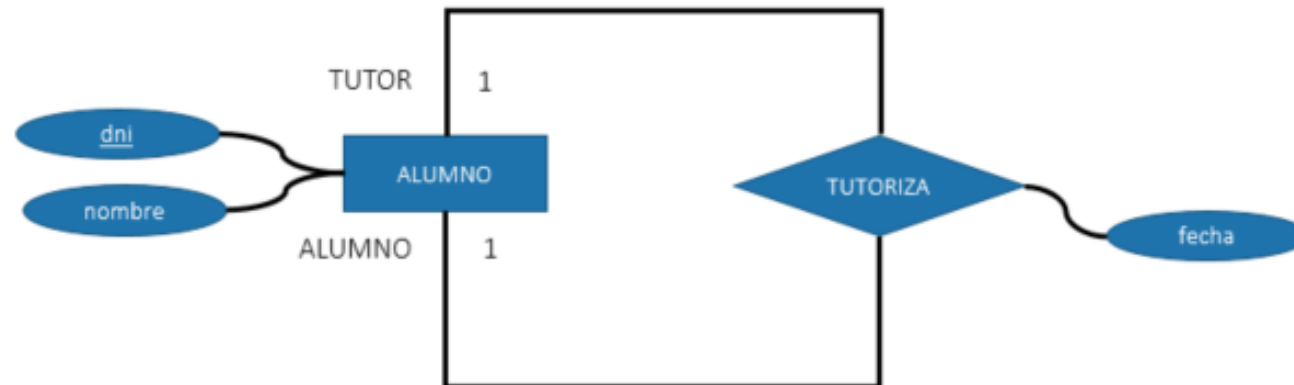 TUTOR 1
dni
ALUMNO
TUTORIZA
nombre
fecha
ALUMNO 1